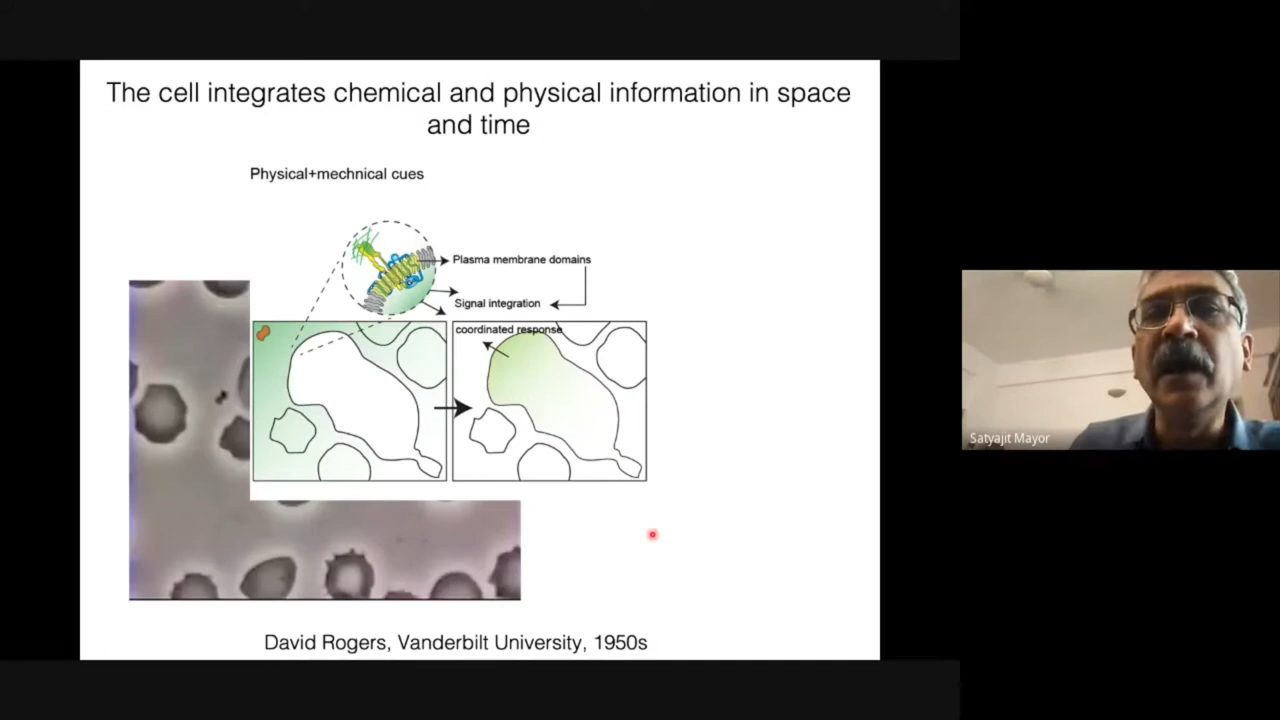 The cell integrates chemical and physical information in space
and time
Physical+mechnical cues
Plasma membrane domains
Signal integration
coordinated response
David Rogers, Vanderbilt University, 1950s
Satyajit Mayor